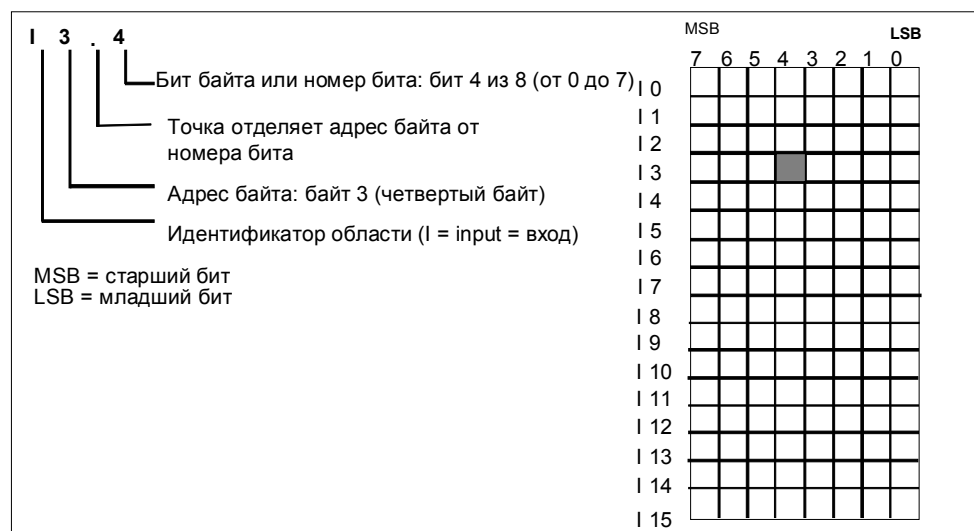 I 3 . 4
Бит байта или номер бита: бит 4 из 8 (от 0 до 7)
Точка отделяет адрес байта от
номера бита
Адрес байта: байт 3 (четвертый байт)
Идентификатор области (I = input = вход)
MSB = старший бит
LSB = младший бит
MSB LSB
7 6 5 4 3 2 1 0
I 0
I 1
I 2
I 3
I 4
I 5
I 6
I 7
I 8
I 9
I 10
I 11
I 12
I 13
I 14
I 15